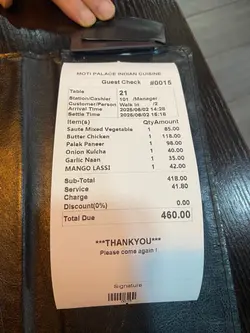 MOTI PALACE INDIAN CUISINE
Guest Check #0015
Table 21
Station/Cashier 101 /Manager
Customer/Person Walk in /2
Arrival Time 2026/06/02 14:20
Settle Time 2026/06/02 16:16
Item(s) Qty Amount
Saute Mixed Vegetable 1 85.00
Butter Chicken 1 118.00
Palak Paneer 1 98.00
Onion Kulcha 1 40.00
Garlic Naan 1 35.00
MANGO LASSI 1 42.00
Sub-Total 418.00
Service 41.80
Charge
Discount(0%) 0.00
Total Due 460.00
***THANKYOU***
Please come again !
Signature